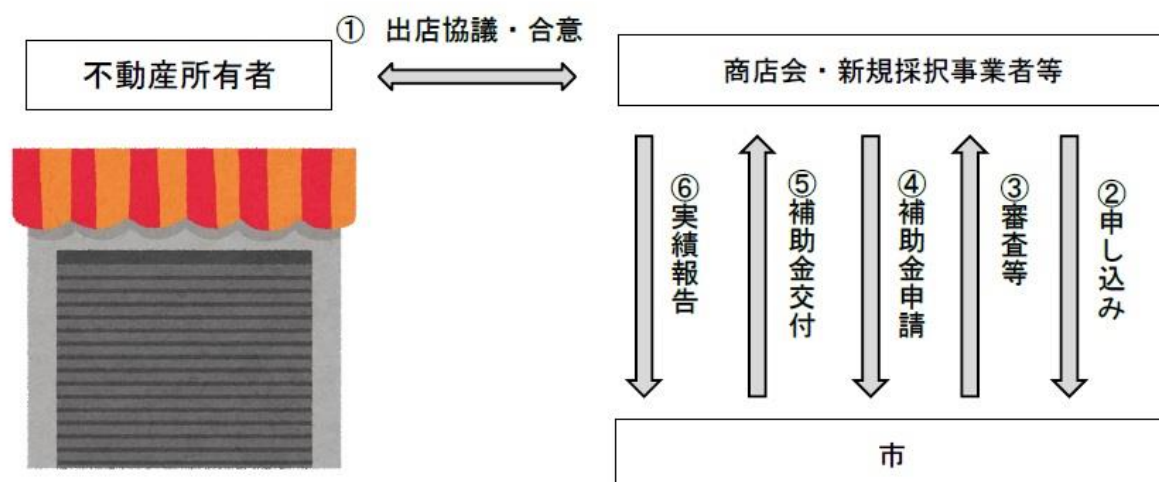 ① 出店協議・合意
不動産所有者
商店会・新規採択事業者等
⑥実績報告
⑤補助金交付
④補助金申請
③審査等
②申し込み
市